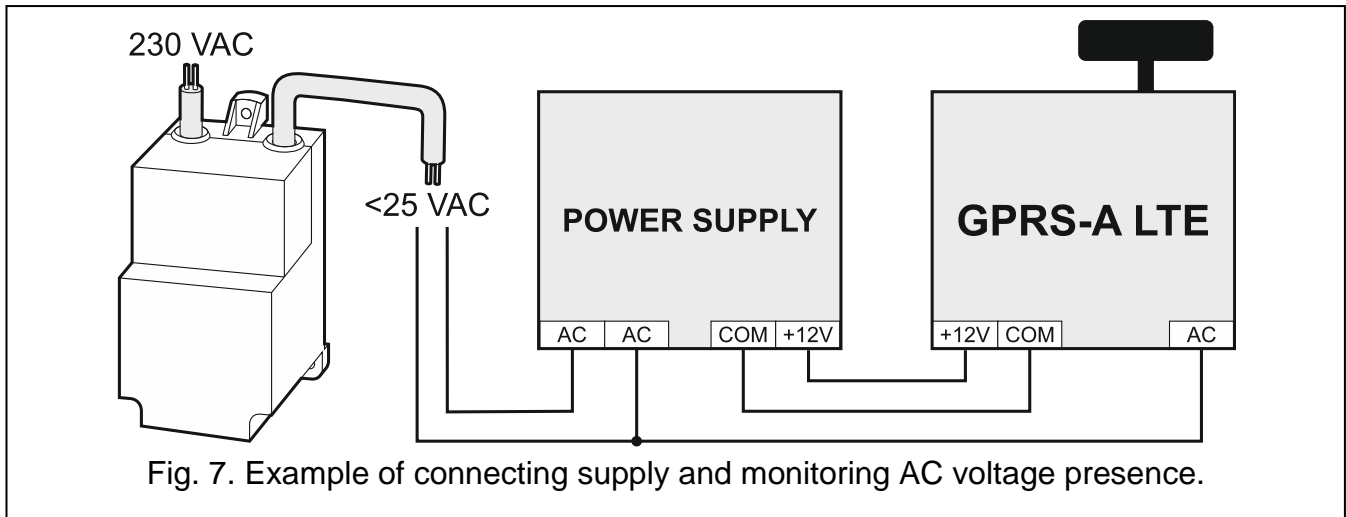 230 VAC
<25 VAC
POWER SUPPLY
AC AC COM +12V
GPRS-A LTE
+12V COM AC
Fig. 7. Example of connecting supply and monitoring AC voltage presence.